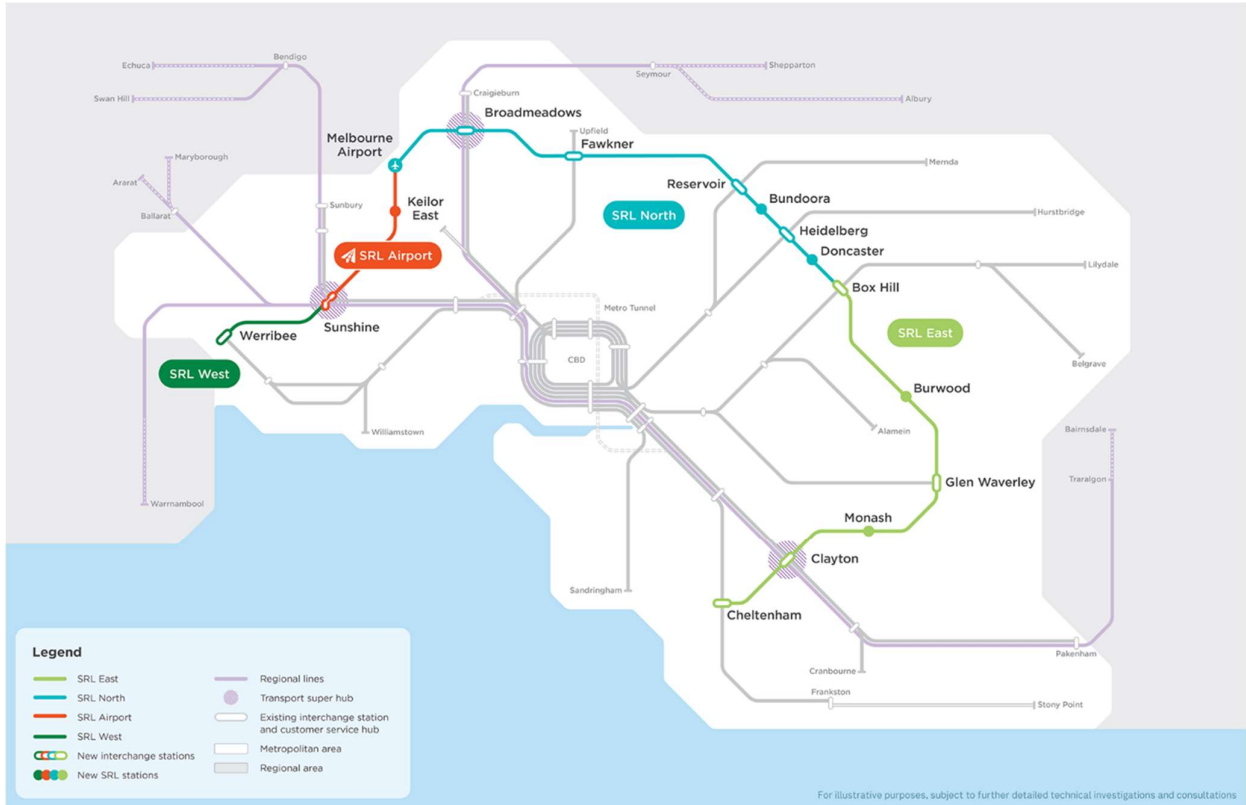 Echuca
Bendigo
Swan Hill
Seymour
Shepparton
Albury
Craigieburn
Broadmeadows
Melbourne
Airport
Upfield
Fawkner
Maryborough
Ararat
Ballarat
Sunbury
Keilor
East
Reservoir
Mernda
Bundoora
SRL North
Heidelberg
Hurstbridge
Doncaster
SRL Airport
Lilydale
Box Hill
Metro Tunnel
Werribee
Sunshine
CBD
SRL East
SRL West
Belgrave
Burwood
Williamstown
Alamein
Bairnsdale
Traralgon
Glen Waverley
Warrnambool
Monash
Clayton
Sandringham
Cheltenham
Pakenham
Cranbourne
Frankston
Stony Point
Legend
SRL East
SRL North
SRL Airport
SRL West
New interchange stations
New SRL stations
Regional lines
Transport super hub
Existing interchange station
and customer service hub
Metropolitan area
Regional area
For illustrative purposes, subject to further detailed technical investigations and consultations